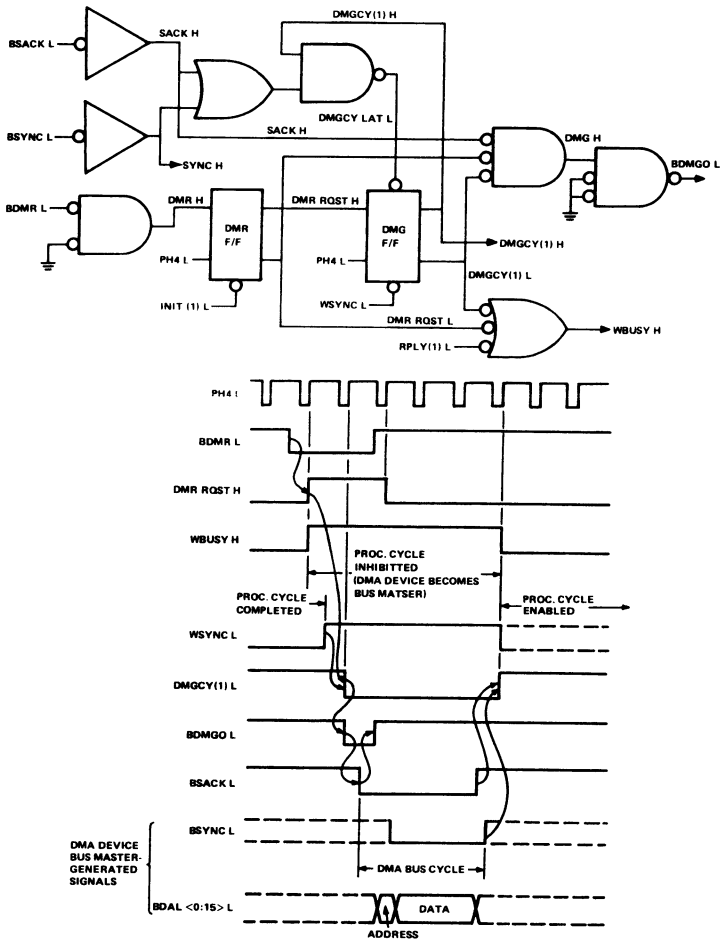 DMGCY(1) H
BSACK L
SACK H
DMGCY LAT L
BSYNC L
SACK H
SYNC H
DMG H
BDMGO L
BDMR L
DMR H
DMR
F/F
DMR RQST H
DMG
F/F
DMGCY(1) H
PH4 L
PH4 L
DMGCY(1) L
INIT (1) L
WSYNC L
DMR RQST L
RPLY(1) L
WBUSY H
PH4 L
BDMR L
DMR RQST H
WBUSY H
PROC. CYCLE
INHIBITTED
(DMA DEVICE BECOMES
BUS MATSER)
PROC. CYCLE
COMPLETED
PROC. CYCLE
ENABLED
WSYNC L
DMGCY(1) L
BDMGO L
BSACK L
BSYNC L
DMA DEVICE
BUS MASTER-
GENERATED
SIGNALS
DMA BUS CYCLE
BDAL <0:15> L
DATA
ADDRESS